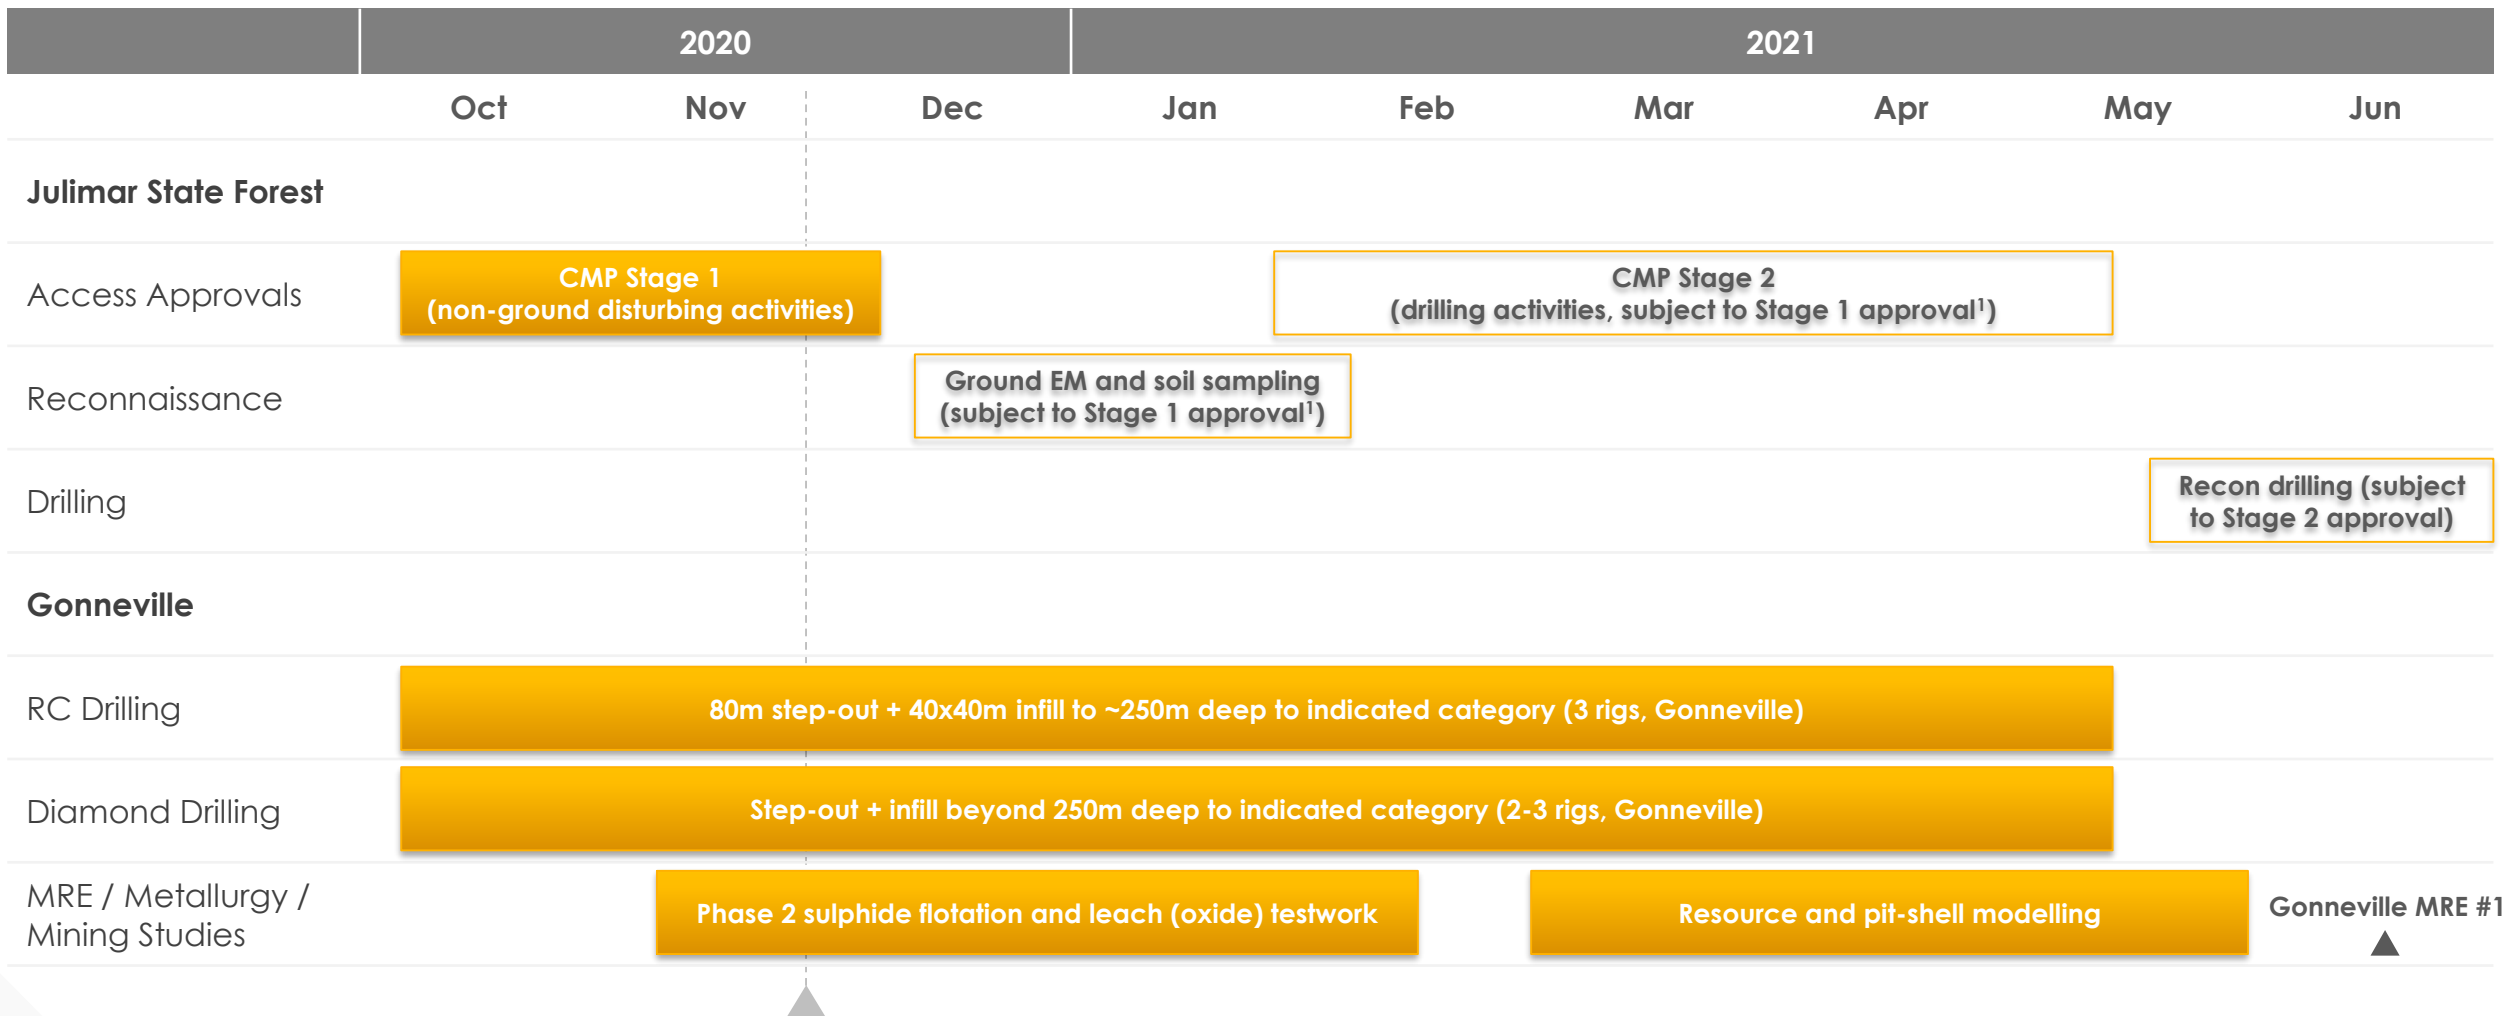 2020
2021
Oct Nov Dec Jan Feb Mar Apr May Jun
Julimar State Forest
Access Approvals
CMP Stage 1
(non-ground disturbing activities)
CMP Stage 2
(drilling activities, subject to Stage 1 approval¹)
Reconnaissance
Ground EM and soil sampling
(subject to Stage 1 approval¹)
Drilling
Recon drilling (subject
to Stage 2 approval)
Gonneville
RC Drilling
80m step-out + 40x40m infill to ~250m deep to indicated category (3 rigs, Gonneville)
Diamond Drilling
Step-out + infill beyond 250m deep to indicated category (2-3 rigs, Gonneville)
MRE / Metallurgy /
Mining Studies
Phase 2 sulphide flotation and leach (oxide) testwork
Resource and pit-shell modelling
Gonneville MRE #1